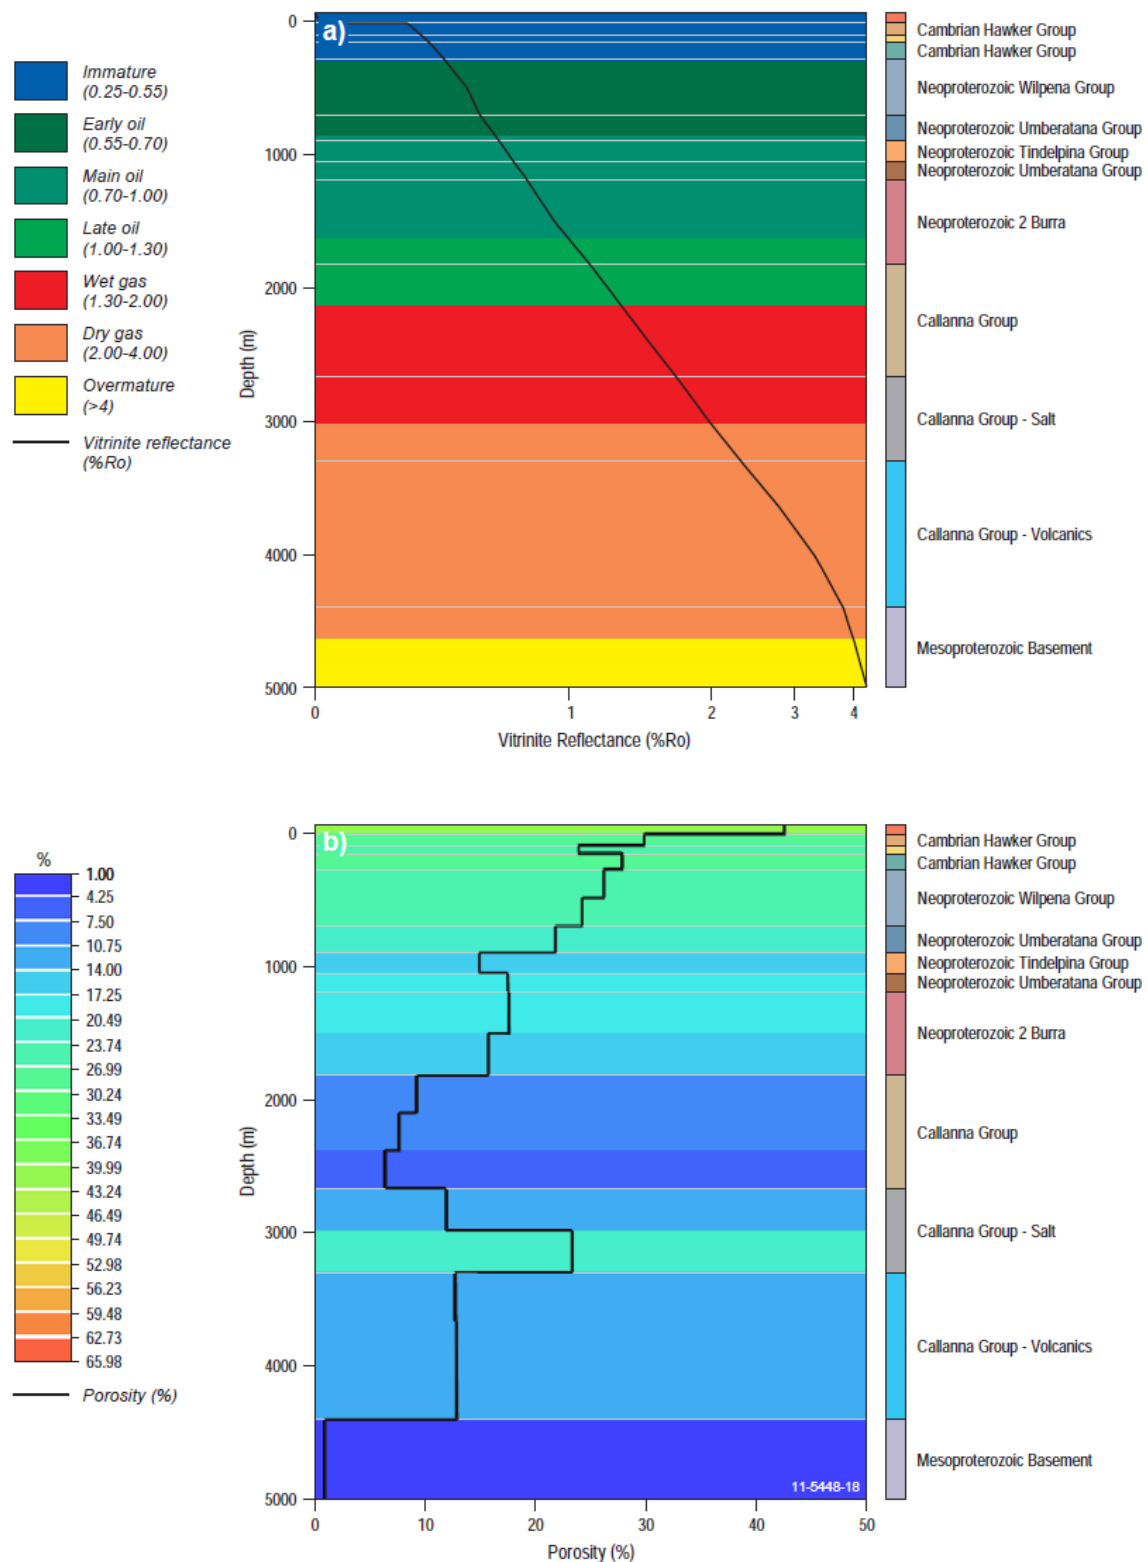 a)
Immature
(0.25-0.55)
Early oil
(0.55-0.70)
Main oil
(0.70-1.00)
Late oil
(1.00-1.30)
Wet gas
(1.30-2.00)
Dry gas
(2.00-4.00)
Overmature
(>4)
Vitrinite reflectance
(%Ro)
Depth (m)
0
1000
2000
3000
4000
5000
0 1 2 3 4
Vitrinite Reflectance (%Ro)
Cambrian Hawker Group
Cambrian Hawker Group
Neoproterozoic Wilpena Group
Neoproterozoic Umberatana Group
Neoproterozoic Tindelpina Group
Neoproterozoic Umberatana Group
Neoproterozoic 2 Burra
Callanna Group
Callanna Group - Salt
Callanna Group - Volcanics
Mesoproterozoic Basement
b)
%
1.00
4.25
7.50
10.75
14.00
17.25
20.49
23.74
26.99
30.24
33.49
36.74
39.99
43.24
46.49
49.74
52.98
56.23
59.48
62.73
65.98
Porosity (%)
Depth (m)
0
1000
2000
3000
4000
5000
11-5448-18
0 10 20 30 40 50
Porosity (%)
Cambrian Hawker Group
Cambrian Hawker Group
Neoproterozoic Wilpena Group
Neoproterozoic Umberatana Group
Neoproterozoic Tindelpina Group
Neoproterozoic Umberatana Group
Neoproterozoic 2 Burra
Callanna Group
Callanna Group - Salt
Callanna Group - Volcanics
Mesoproterozoic Basement